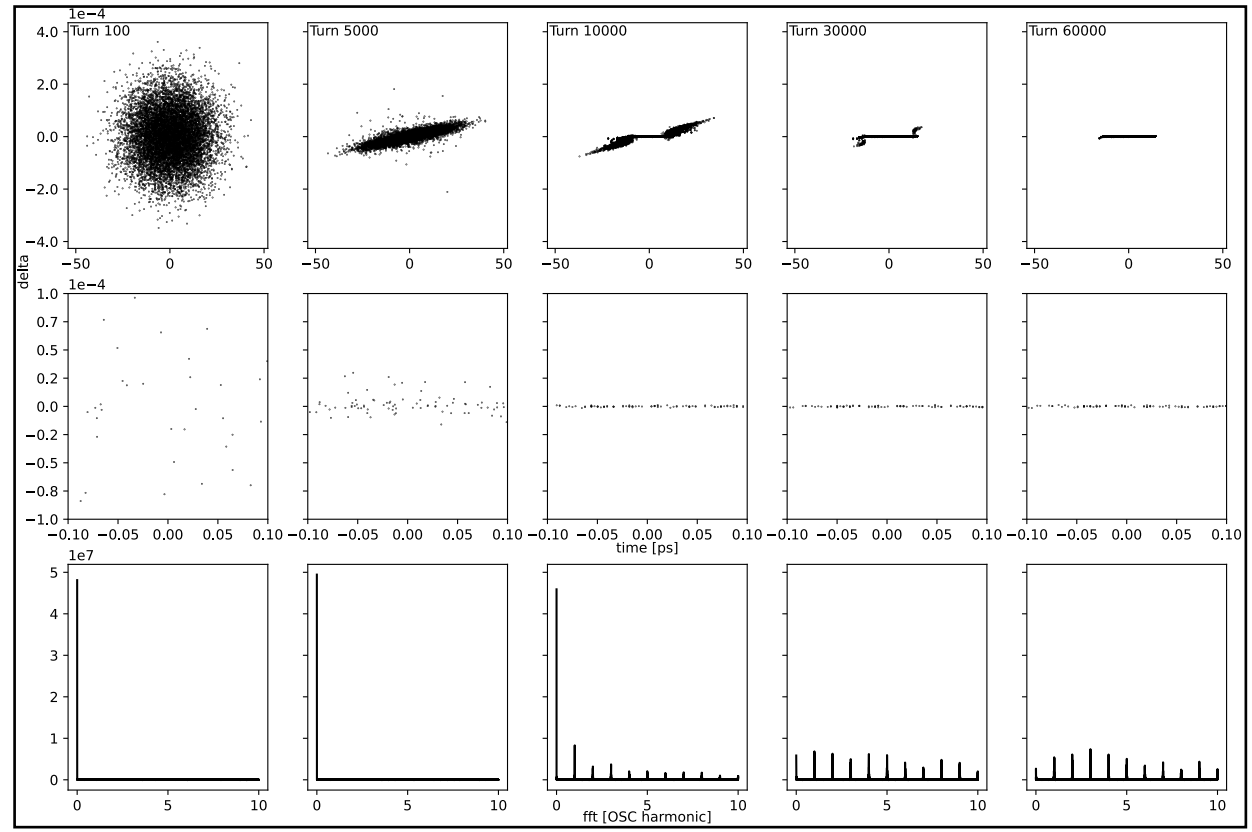 1e−4
Turn 100 Turn 5000 Turn 10000 Turn 30000 Turn 60000
4.0
2.0
0.0
−2.0
−4.0
−50 0 50 −50 0 50 −50 0 50 −50 0 50 −50 0 50
delta
1e−4
1.0
0.7
0.5
0.2
0.0
−0.2
−0.5
−0.8
−1.0
−0.10 −0.05 0.00 0.05 0.10 −0.10 −0.05 0.00 0.05 0.10 −0.10 −0.05 0.00 0.05 0.10 −0.10 −0.05 0.00 0.05 0.10 −0.10 −0.05 0.00 0.05 0.10
time [ps]
1e7
5
4
3
2
1
0
0 5 10 0 5 10 0 5 10 0 5 10 0 5 10
fft [OSC harmonic]